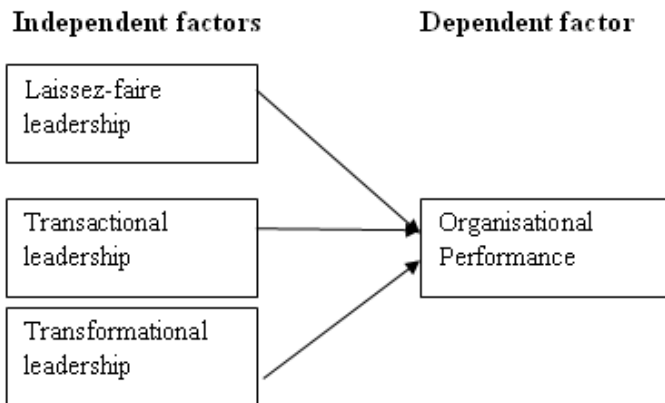 Independent factors
Dependent factor
Laissez-faire
leadership
Transactional
leadership
Organisational
Performance
Transformational
leadership